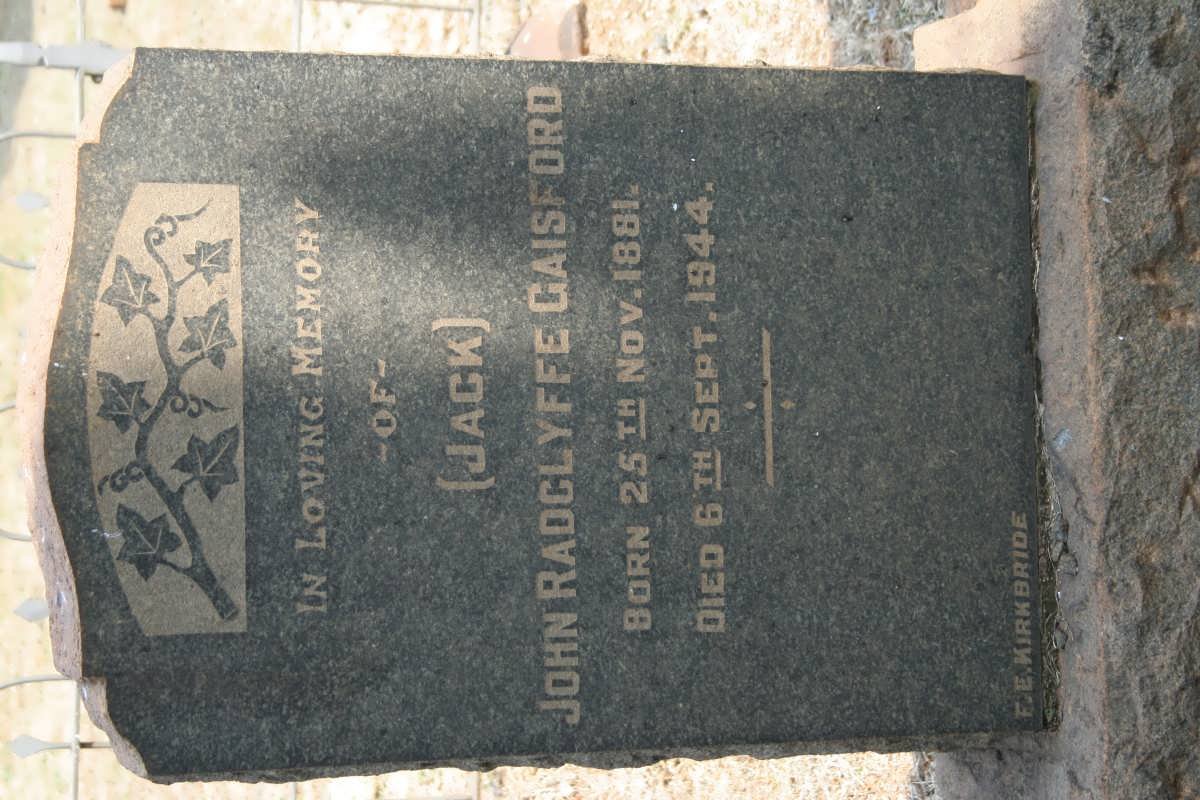 IN LOVING MEMORY
-OF-
(JACK)
JOHN RADCLYFFE GAISFORD
BORN 25TH NOV. 1881.
DIED 6TH SEPT. 1944.
F.E. KIRKBRIDE